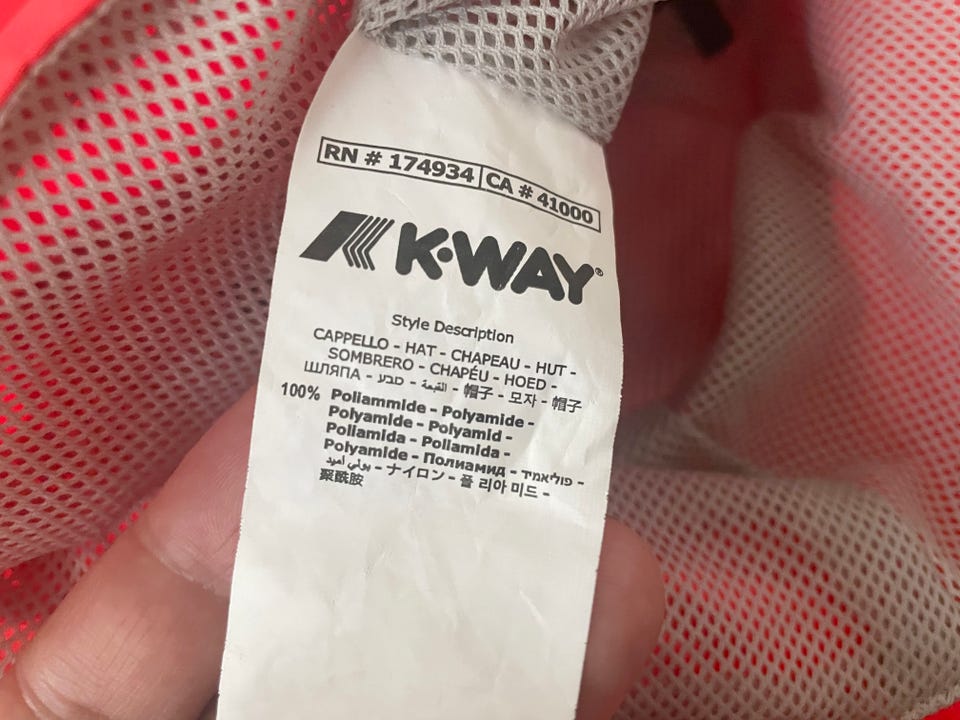 RN # 174934 CA # 41000
K·WAY®
Style Description
CAPPELLO - HAT - CHAPEAU - HUT -
SOMBRERO - CHAPÉU - HOED -
ШЛЯПА - טבע - القبعة - 帽子 - 모자 - 帽子
100% Poliammide - Polyamide -
Polyamide - Polyamid -
Poliamida - Poliamida -
Polyamide - Полиамид - פוליאמיד -
بولي أميد - ナイロン - 폴 리아 미드 -
聚酰胺